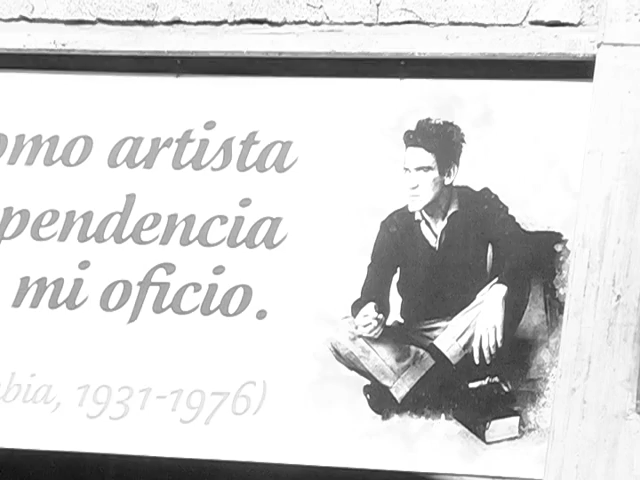 omo artista
pendencia
mi oficio.
bia, 1931-1976)